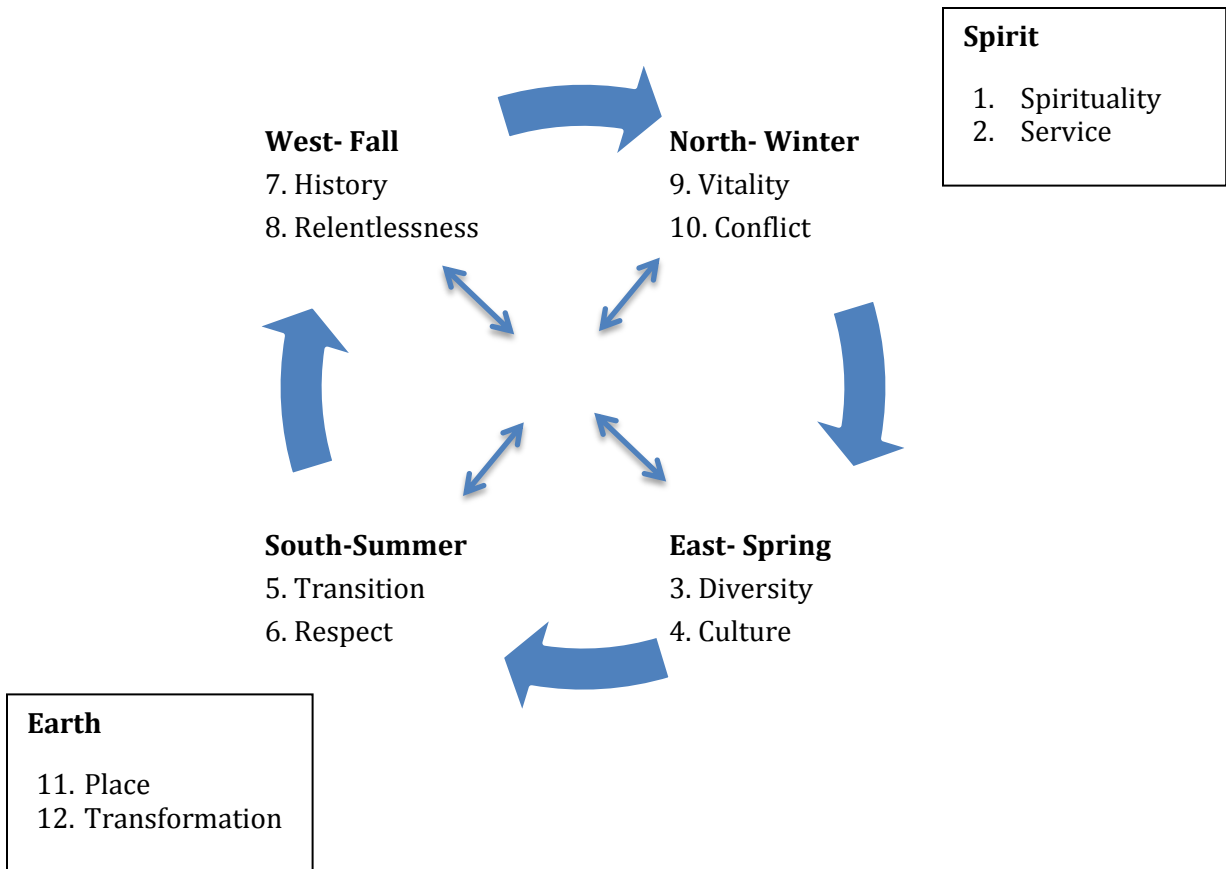 Spirit
1. Spirituality
2. Service
West- Fall
7. History
8. Relentlessness
North- Winter
9. Vitality
10. Conflict
South-Summer
5. Transition
6. Respect
East- Spring
3. Diversity
4. Culture
Earth
11. Place
12. Transformation